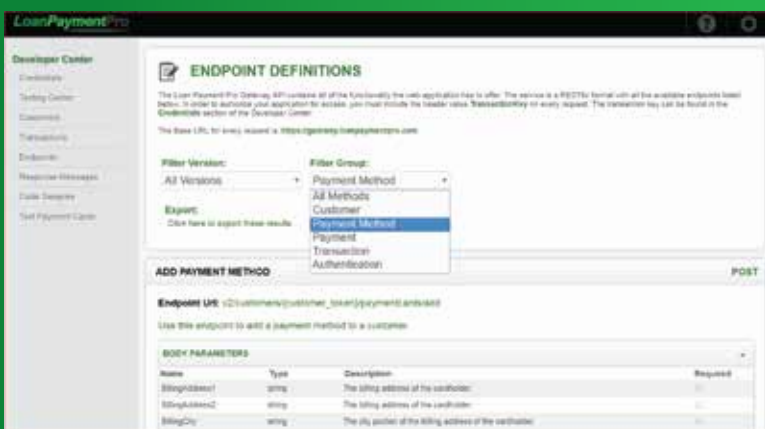 LoanPaymentPro
Developer Center
Credentials
Testing Center
Customers
Transactions
Endpoints
Response Messages
Code Samples
Test Payment Cards
ENDPOINT DEFINITIONS
The Loan Payment Pro Gateway API contains all of the functionality the web application has to offer. The service is a RESTful format with all the available endpoints listed
below. In order to authorize your application for access, you must include the header value TransactionKey on every request. The transaction key can be found in the
Credentials section of the Developer Center.
The Base URL for every request is: https://gateway.loanpaymentpro.com
Filter Version:
Filter Group:
All Versions
Payment Method
All Methods
Customer
Payment Method
Payment
Transaction
Authentication
Export:
Click here to export these results
ADD PAYMENT METHOD
POST
Endpoint Url: v2/customers/{customer_token}/paymentcards/add
Use this endpoint to add a payment method to a customer.
BODY PARAMETERS
Name Type Description Required
BillingAddress1 string The billing address of the cardholder.
BillingAddress2 string The billing address of the cardholder.
BillingCity string The city portion of the billing address of the cardholder.